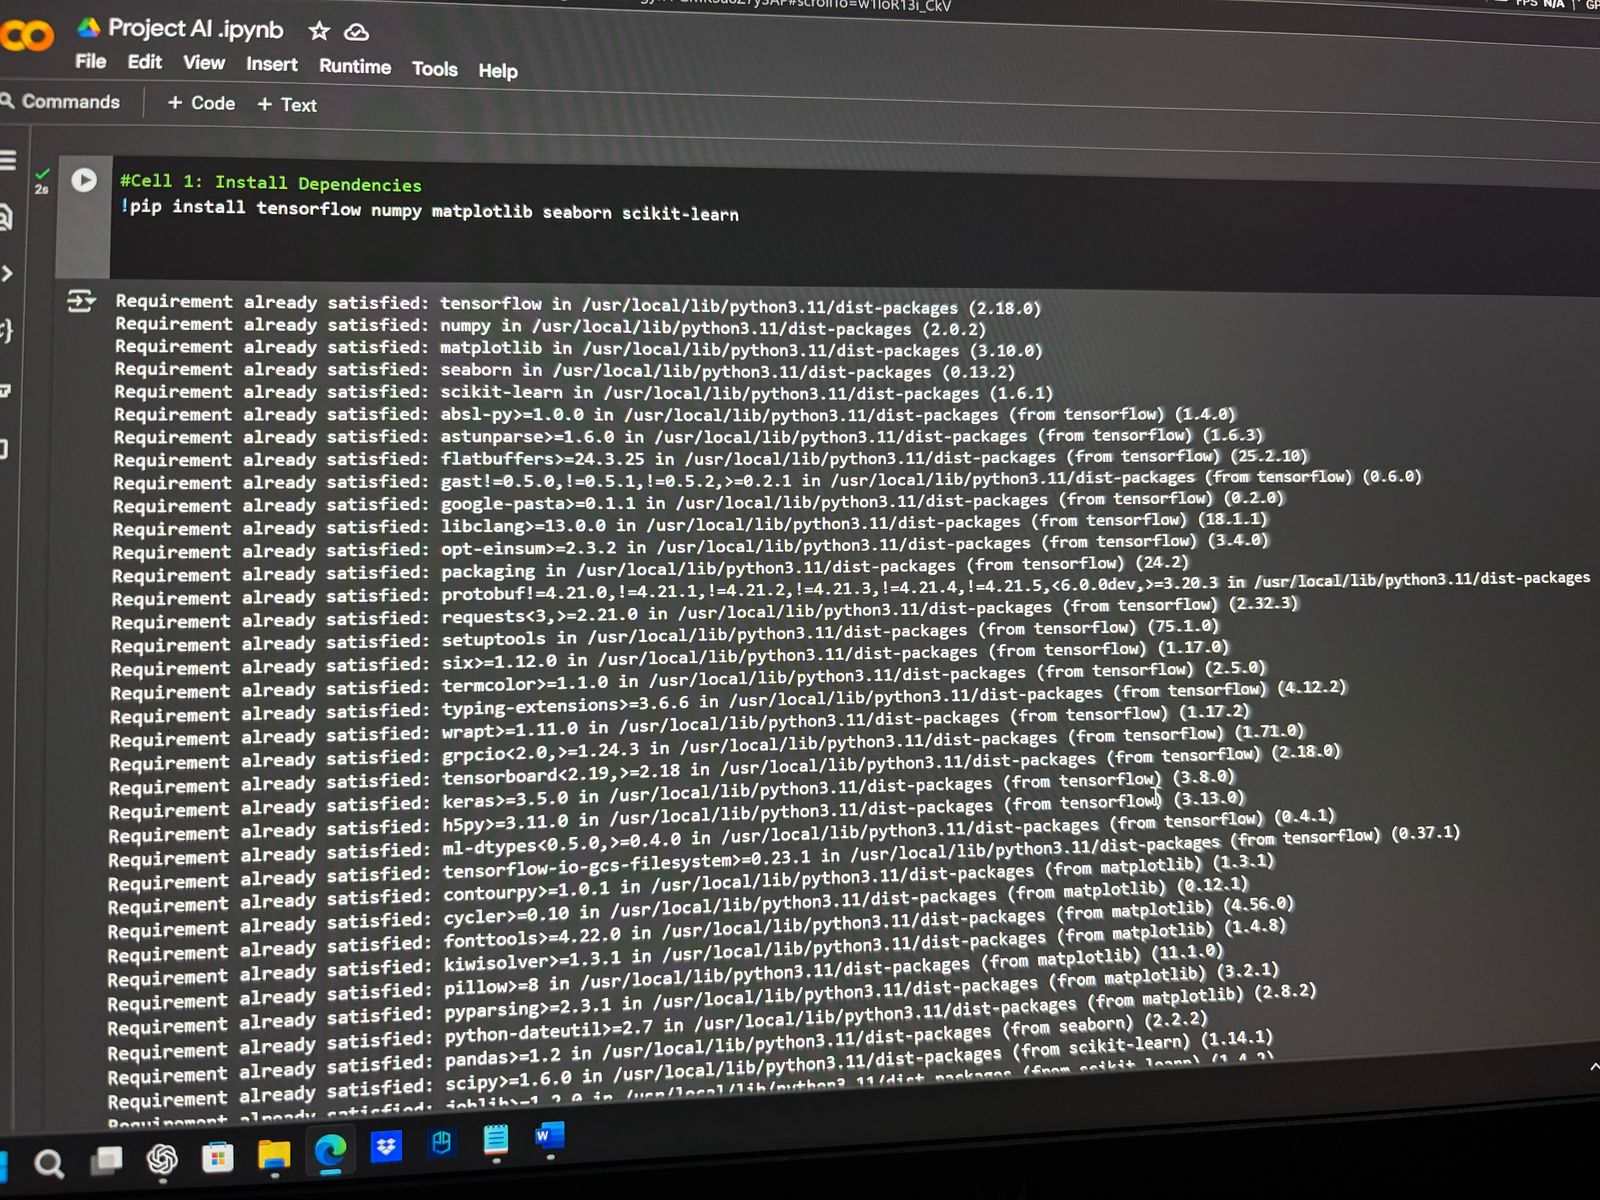 FPS N/A
Project AI .ipynb
File Edit View Insert Runtime Tools Help
Commands + Code + Text
2s
#Cell 1: Install Dependencies
!pip install tensorflow numpy matplotlib seaborn scikit-learn
Requirement already satisfied: tensorflow in /usr/local/lib/python3.11/dist-packages (2.18.0)
Requirement already satisfied: numpy in /usr/local/lib/python3.11/dist-packages (2.0.2)
Requirement already satisfied: matplotlib in /usr/local/lib/python3.11/dist-packages (3.10.0)
Requirement already satisfied: seaborn in /usr/local/lib/python3.11/dist-packages (0.13.2)
Requirement already satisfied: scikit-learn in /usr/local/lib/python3.11/dist-packages (1.6.1)
Requirement already satisfied: absl-py>=1.0.0 in /usr/local/lib/python3.11/dist-packages (from tensorflow) (1.4.0)
Requirement already satisfied: astunparse>=1.6.0 in /usr/local/lib/python3.11/dist-packages (from tensorflow) (1.6.3)
Requirement already satisfied: flatbuffers>=24.3.25 in /usr/local/lib/python3.11/dist-packages (from tensorflow) (25.2.10)
Requirement already satisfied: gast!=0.5.0,!=0.5.1,!=0.5.2,>=0.2.1 in /usr/local/lib/python3.11/dist-packages (from tensorflow) (0.6.0)
Requirement already satisfied: google-pasta>=0.1.1 in /usr/local/lib/python3.11/dist-packages (from tensorflow) (0.2.0)
Requirement already satisfied: libclang>=13.0.0 in /usr/local/lib/python3.11/dist-packages (from tensorflow) (18.1.1)
Requirement already satisfied: opt-einsum>=2.3.2 in /usr/local/lib/python3.11/dist-packages (from tensorflow) (3.4.0)
Requirement already satisfied: packaging in /usr/local/lib/python3.11/dist-packages (from tensorflow) (24.2)
Requirement already satisfied: protobuf!=4.21.0,!=4.21.1,!=4.21.2,!=4.21.3,!=4.21.4,!=4.21.5,<6.0.0dev,>=3.20.3 in /usr/local/lib/python3.11/dist-packages
Requirement already satisfied: requests<3,>=2.21.0 in /usr/local/lib/python3.11/dist-packages (from tensorflow) (2.32.3)
Requirement already satisfied: setuptools in /usr/local/lib/python3.11/dist-packages (from tensorflow) (75.1.0)
Requirement already satisfied: six>=1.12.0 in /usr/local/lib/python3.11/dist-packages (from tensorflow) (1.17.0)
Requirement already satisfied: termcolor>=1.1.0 in /usr/local/lib/python3.11/dist-packages (from tensorflow) (2.5.0)
Requirement already satisfied: typing-extensions>=3.6.6 in /usr/local/lib/python3.11/dist-packages (from tensorflow) (4.12.2)
Requirement already satisfied: wrapt>=1.11.0 in /usr/local/lib/python3.11/dist-packages (from tensorflow) (1.17.2)
Requirement already satisfied: grpcio<2.0,>=1.24.3 in /usr/local/lib/python3.11/dist-packages (from tensorflow) (1.71.0)
Requirement already satisfied: tensorboard<2.19,>=2.18 in /usr/local/lib/python3.11/dist-packages (from tensorflow) (2.18.0)
Requirement already satisfied: keras>=3.5.0 in /usr/local/lib/python3.11/dist-packages (from tensorflow) (3.8.0)
Requirement already satisfied: h5py>=3.11.0 in /usr/local/lib/python3.11/dist-packages (from tensorflow) (3.13.0)
Requirement already satisfied: ml-dtypes<0.5.0,>=0.4.0 in /usr/local/lib/python3.11/dist-packages (from tensorflow) (0.4.1)
Requirement already satisfied: tensorflow-io-gcs-filesystem>=0.23.1 in /usr/local/lib/python3.11/dist-packages (from tensorflow) (0.37.1)
Requirement already satisfied: contourpy>=1.0.1 in /usr/local/lib/python3.11/dist-packages (from matplotlib) (1.3.1)
Requirement already satisfied: cycler>=0.10 in /usr/local/lib/python3.11/dist-packages (from matplotlib) (0.12.1)
Requirement already satisfied: fonttools>=4.22.0 in /usr/local/lib/python3.11/dist-packages (from matplotlib) (4.56.0)
Requirement already satisfied: kiwisolver>=1.3.1 in /usr/local/lib/python3.11/dist-packages (from matplotlib) (1.4.8)
Requirement already satisfied: pillow>=8 in /usr/local/lib/python3.11/dist-packages (from matplotlib) (11.1.0)
Requirement already satisfied: pyparsing>=2.3.1 in /usr/local/lib/python3.11/dist-packages (from matplotlib) (3.2.1)
Requirement already satisfied: python-dateutil>=2.7 in /usr/local/lib/python3.11/dist-packages (from matplotlib) (2.8.2)
Requirement already satisfied: pandas>=1.2 in /usr/local/lib/python3.11/dist-packages (from seaborn) (2.2.2)
Requirement already satisfied: scipy>=1.6.0 in /usr/local/lib/python3.11/dist-packages (from scikit-learn) (1.14.1)
Requirement already satisfied: joblib>=1.2.0 in /usr/local/lib/python3.11/dist-packages (from scikit-learn) (1.4.2)
Requirement already